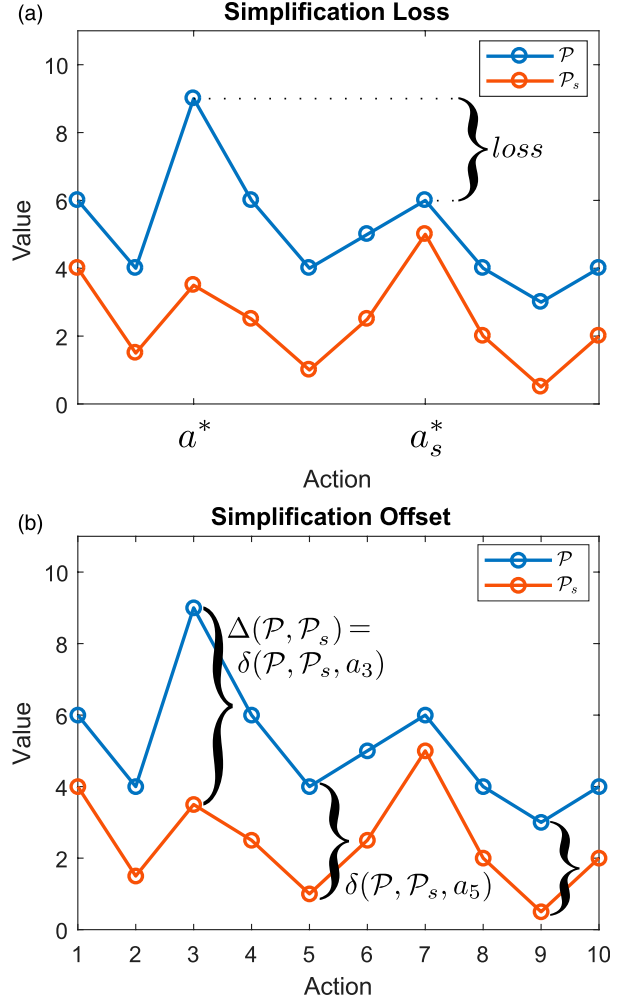 (a)
Simplification Loss
𝒫
𝒫ₛ
10
8
6
4
2
0
Value
loss
a*
aₛ*
Action
(b)
Simplification Offset
𝒫
𝒫ₛ
10
8
6
4
2
0
Value
Δ(𝒫, 𝒫ₛ) =
δ(𝒫, 𝒫ₛ, a₃)
δ(𝒫, 𝒫ₛ, a₅)
1 2 3 4 5 6 7 8 9 10
Action